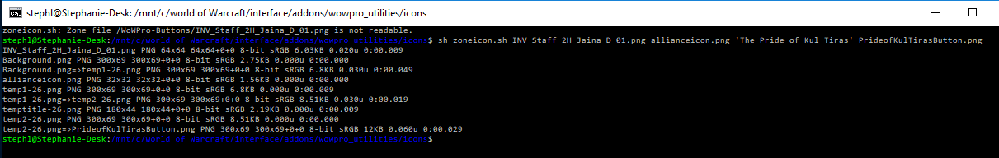 stephl@Stephanie-Desk: /mnt/c/world of Warcraft/interface/addons/wowpro_utilities/icons
zoneicon.sh: Zone file /WoWPro-Buttons/INV_Staff_2H_Jaina_D_01.png is not readable.
stephl@Stephanie-Desk:/mnt/c/world of Warcraft/interface/addons/wowpro_utilities/icons$ sh zoneicon.sh INV_Staff_2H_Jaina_D_01.png allianceicon.png 'The Pride of Kul Tiras' PrideofKulTirasButton.png
INV_Staff_2H_Jaina_D_01.png PNG 64x64 64x64+0+0 8-bit sRGB 6.03KB 0.020u 0:00.009
Background.png PNG 300x69 300x69+0+0 8-bit sRGB 2.75KB 0.000u 0:00.000
Background.png=>temp1-26.png PNG 300x69 300x69+0+0 8-bit sRGB 6.8KB 0.030u 0:00.049
allianceicon.png PNG 32x32 32x32+0+0 8-bit sRGB 1.56KB 0.000u 0:00.000
temp1-26.png PNG 300x69 300x69+0+0 8-bit sRGB 6.8KB 0.000u 0:00.009
temp1-26.png=>temp2-26.png PNG 300x69 300x69+0+0 8-bit sRGB 8.51KB 0.030u 0:00.019
temptitle-26.png PNG 180x44 180x44+0+0 8-bit sRGB 2.19KB 0.000u 0:00.009
temp2-26.png PNG 300x69 300x69+0+0 8-bit sRGB 8.51KB 0.000u 0:00.000
temp2-26.png=>PrideofKulTirasButton.png PNG 300x69 300x69+0+0 8-bit sRGB 12KB 0.060u 0:00.029
stephl@Stephanie-Desk:/mnt/c/world of Warcraft/interface/addons/wowpro_utilities/icons$